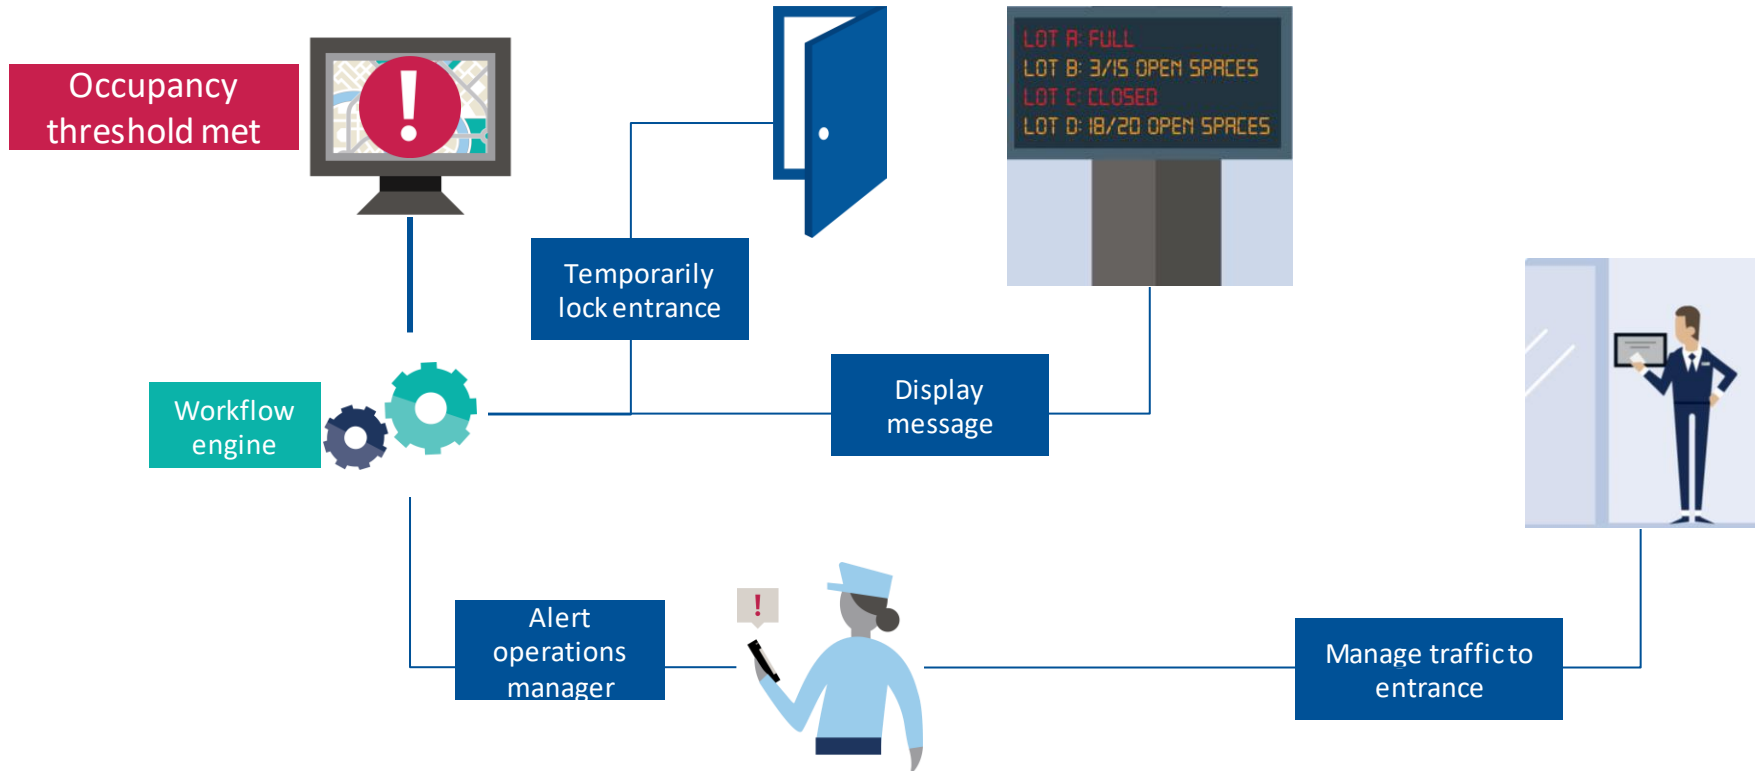 Occupancy
threshold met
!
LOT A: FULL
LOT B: 3/15 OPEN SPACES
LOT C: CLOSED
LOT D: 18/20 OPEN SPACES
Temporarily
lock entrance
Workflow
engine
Display
message
!
Alert
operations
manager
Manage traffic to
entrance